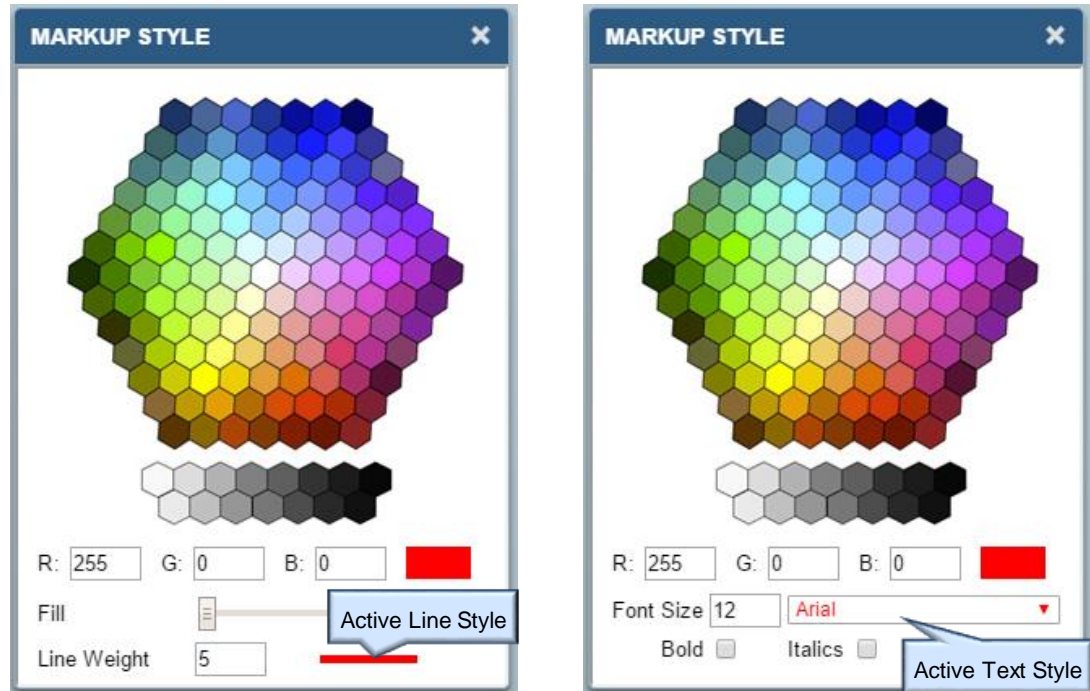 MARKUP STYLE ×
R: 255 G: 0 B: 0
Fill
Active Line Style
Line Weight 5
MARKUP STYLE ×
R: 255 G: 0 B: 0
Font Size 12 Arial
Bold Italics
Active Text Style